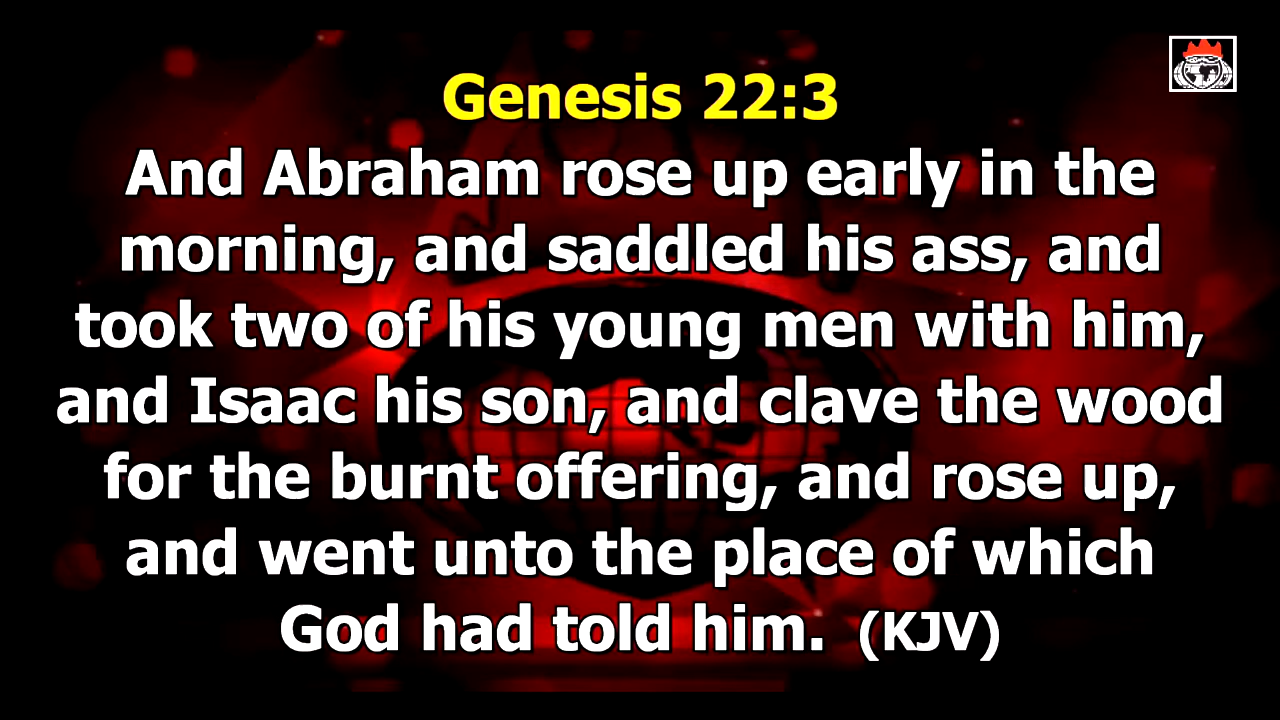 Genesis 22:3
And Abraham rose up early in the
morning, and saddled his ass, and
took two of his young men with him,
and Isaac his son, and clave the wood
for the burnt offering, and rose up,
and went unto the place of which
God had told him. (KJV)